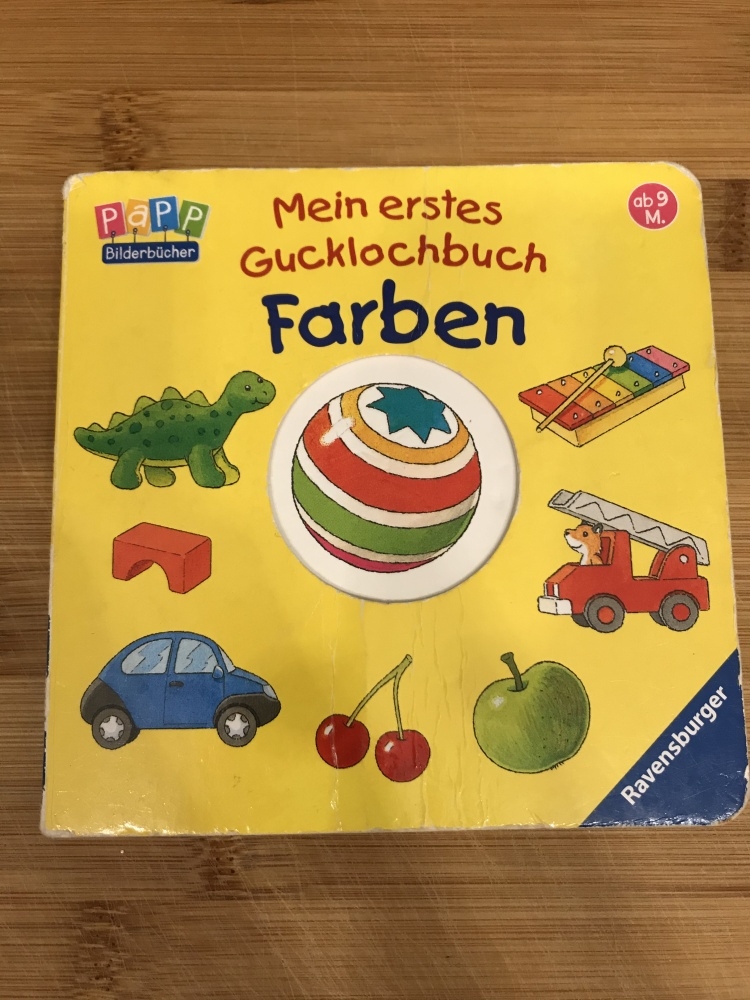 PAPP
Bilderbücher
Mein erstes
Gucklochbuch
Farben
ab 9
M.
Ravensburger